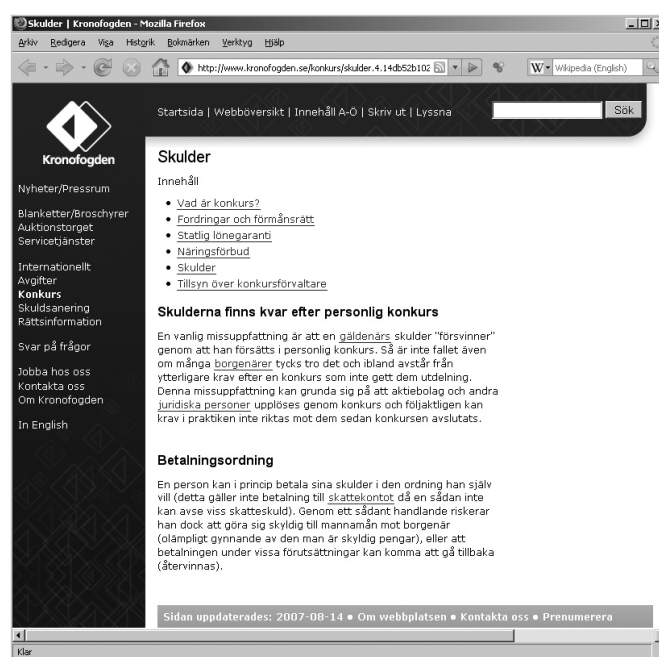 Skulder | Kronofogden - Mozilla Firefox
Arkiv Redigera Visa Historik Bokmärken Verktyg Hjälp
http://www.kronofogden.se/konkurs/skulder.4.14db52b102
W Wikipedia (English)
Startsida | Webböversikt | Innehåll A-Ö | Skriv ut | Lyssna
Sök
Kronofogden
Nyheter/Pressrum
Blanketter/Broschyrer
Auktionstorget
Servicetjänster
Internationellt
Avgifter
Konkurs
Skuldsanering
Rättsinformation
Svar på frågor
Jobba hos oss
Kontakta oss
Om Kronofogden
In English
Skulder
Innehåll
• Vad är konkurs?
• Fordringar och förmånsrätt
• Statlig lönegaranti
• Näringsförbud
• Skulder
• Tillsyn över konkursförvaltare
Skulderna finns kvar efter personlig konkurs
En vanlig missuppfattning är att en gäldenärs skulder "försvinner"
genom att han försätts i personlig konkurs. Så är inte fallet även
om många borgenärer tycks tro det och ibland avstår från
ytterligare krav efter en konkurs som inte gett dem utdelning.
Denna missuppfattning kan grunda sig på att aktiebolag och andra
juridiska personer upplöses genom konkurs och följaktligen kan
krav i praktiken inte riktas mot dem sedan konkursen avslutats.
Betalningsordning
En person kan i princip betala sina skulder i den ordning han själv
vill (detta gäller inte betalning till skattekontot då en sådan inte
kan avse viss skatteskuld). Genom ett sådant handlande riskerar
han dock att göra sig skyldig till mannamån mot borgenär
(olämpligt gynnande av den man är skyldig pengar), eller att
betalningen under vissa förutsättningar kan komma att gå tillbaka
(återvinnas).
Sidan uppdaterades: 2007-08-14 • Om webbplatsen • Kontakta oss • Prenumerera
Klar